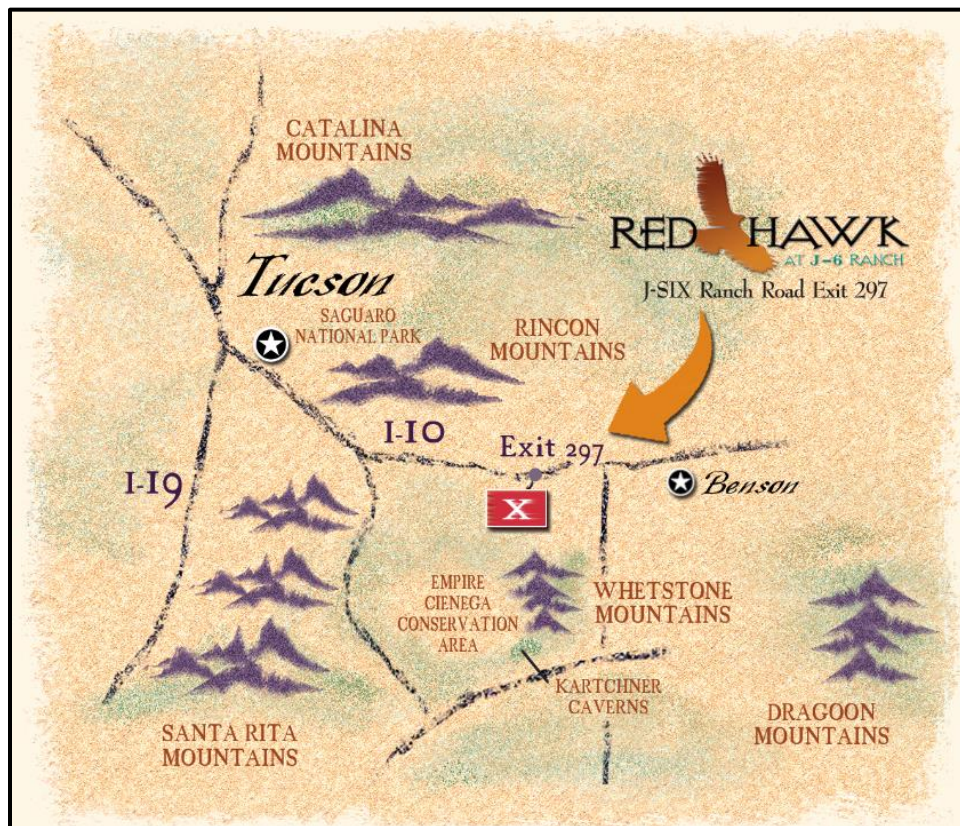 CATALINA
MOUNTAINS
RED HAWK
AT J-6 RANCH
J-SIX Ranch Road Exit 297
Tucson
SAGUARO
NATIONAL PARK
RINCON
MOUNTAINS
I-10
Exit 297
I-19
X
Benson
EMPIRE
CIENEGA
CONSERVATION
AREA
WHETSTONE
MOUNTAINS
KARTCHNER
CAVERNS
SANTA RITA
MOUNTAINS
DRAGOON
MOUNTAINS